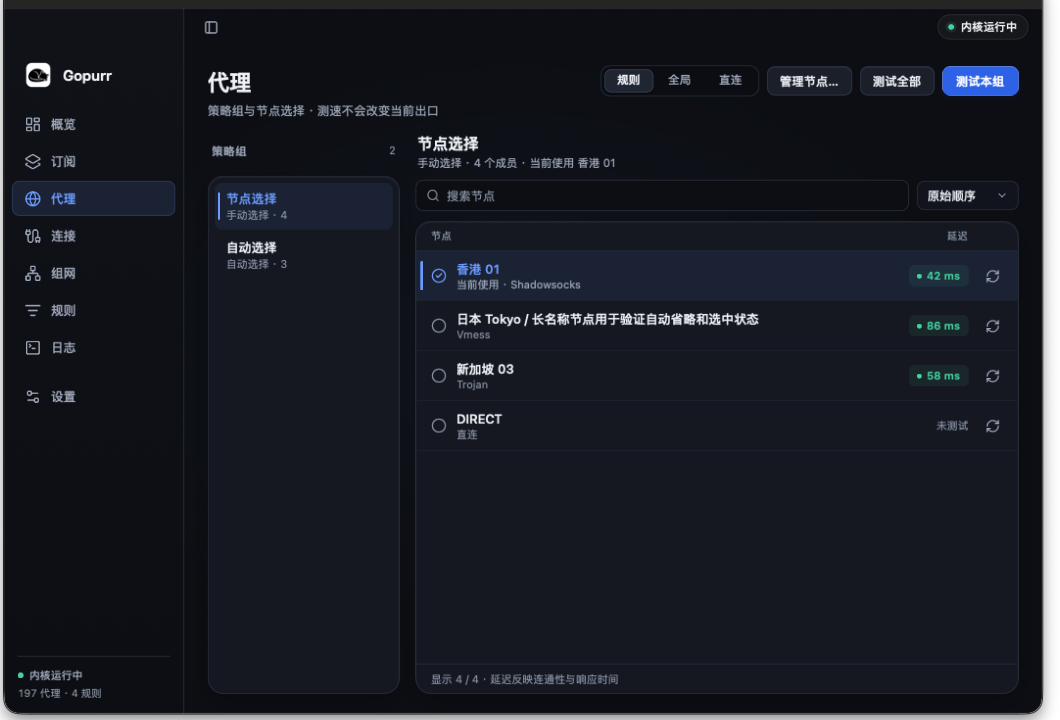 内核运行中
Gopurr
概览
订阅
代理
连接
组网
规则
日志
设置
内核运行中
197 代理 · 4 规则
代理
策略组与节点选择 · 测速不会改变当前出口
规则 全局 直连 管理节点... 测试全部 测试本组
策略组 2
节点选择
手动选择 · 4
自动选择
自动选择 · 3
节点选择
手动选择 · 4 个成员 · 当前使用 香港 01
搜索节点 原始顺序
节点 延迟
香港 01
当前使用 · Shadowsocks
42 ms
日本 Tokyo / 长名称节点用于验证自动省略和选中状态
Vmess
86 ms
新加坡 03
Trojan
58 ms
DIRECT
直连
未测试
显示 4 / 4 · 延迟反映连通性与响应时间